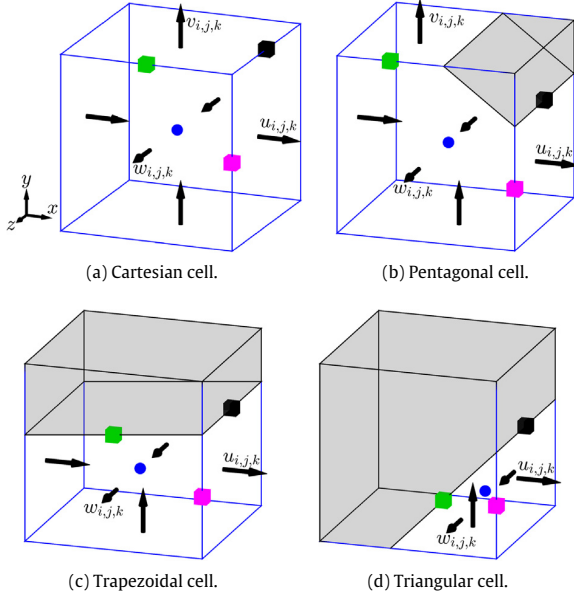 v_{i,j,k}
u_{i,j,k}
w_{i,j,k}
y
x
z
(a) Cartesian cell.
v_{i,j,k}
u_{i,j,k}
w_{i,j,k}
(b) Pentagonal cell.
u_{i,j,k}
w_{i,j,k}
(c) Trapezoidal cell.
u_{i,j,k}
w_{i,j,k}
(d) Triangular cell.